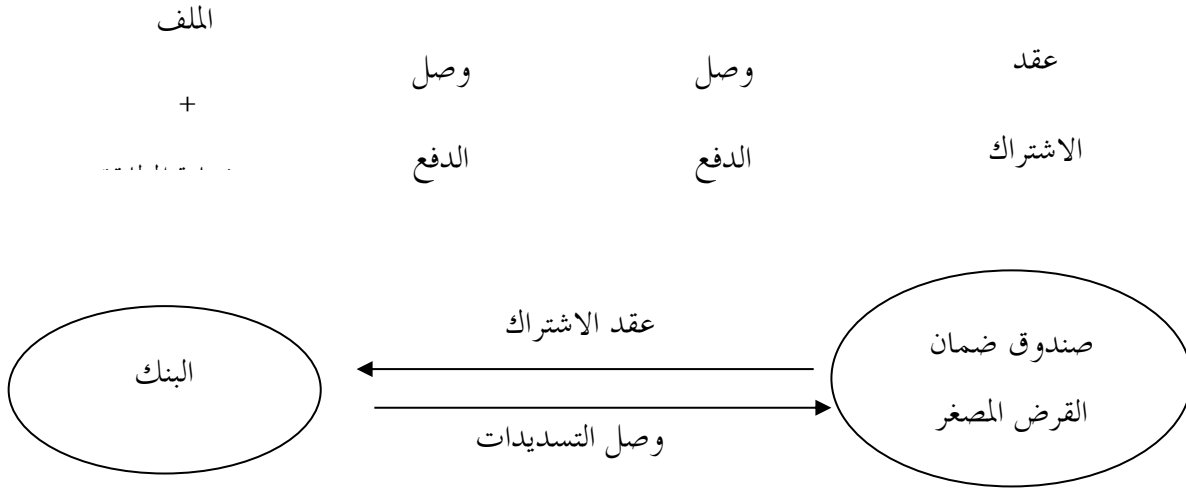 الملف
+
وصل
الدفع
وصل
الدفع
عقد
الاشتراك
عقد الاشتراك
صندوق ضمان
القرض المصغر
البنك
وصل التسديدات